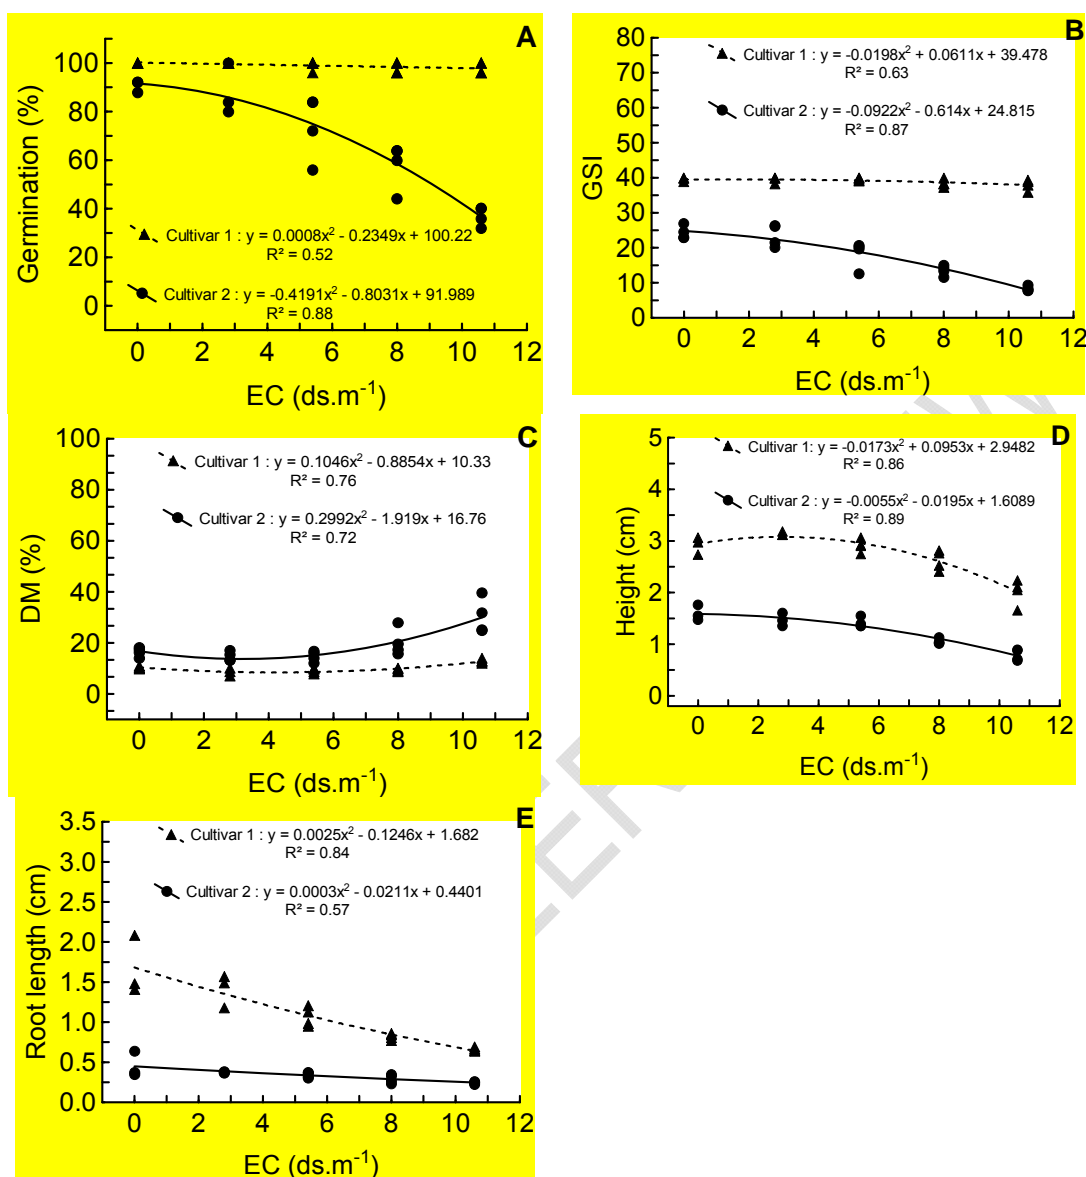 A
100
80
60
40
20
0
Germination (%)
Cultivar 1 : y = 0.0008x² - 0.2349x + 100.22
R² = 0.52
Cultivar 2 : y = -0.4191x² - 0.8031x + 91.989
R² = 0.88
0 2 4 6 8 10 12
EC (ds.m⁻¹)
B
80
70
60
50
40
30
20
10
0
GSI
Cultivar 1 : y = -0.0198x² + 0.0611x + 39.478
R² = 0.63
Cultivar 2 : y = -0.0922x² - 0.614x + 24.815
R² = 0.87
0 2 4 6 8 10 12
EC (ds.m⁻¹)
C
100
80
60
40
20
0
DM (%)
Cultivar 1 : y = 0.1046x² - 0.8854x + 10.33
R² = 0.76
Cultivar 2 : y = 0.2992x² - 1.919x + 16.76
R² = 0.72
0 2 4 6 8 10 12
EC (ds.m⁻¹)
D
5
4
3
2
1
0
Height (cm)
Cultivar 1: y = -0.0173x² + 0.0953x + 2.9482
R² = 0.86
Cultivar 2 : y = -0.0055x² - 0.0195x + 1.6089
R² = 0.89
0 2 4 6 8 10 12
EC (ds.m⁻¹)
E
3.5
3.0
2.5
2.0
1.5
1.0
0.5
0.0
Root length (cm)
Cultivar 1 : y = 0.0025x² - 0.1246x + 1.682
R² = 0.84
Cultivar 2 : y = 0.0003x² - 0.0211x + 0.4401
R² = 0.57
0 2 4 6 8 10 12
EC (ds.m⁻¹)